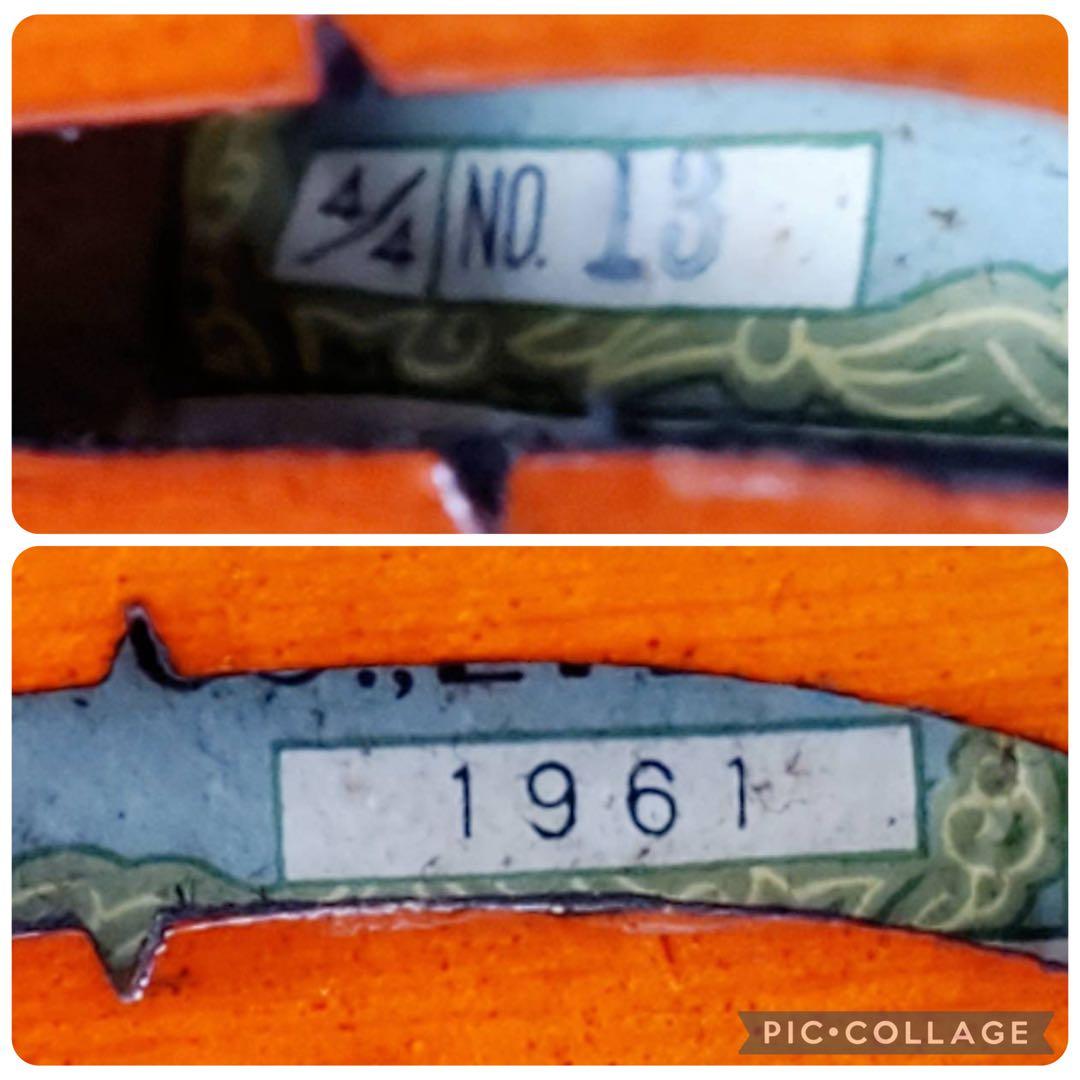 4/4 NO. 13
1961
PIC•COLLAGE